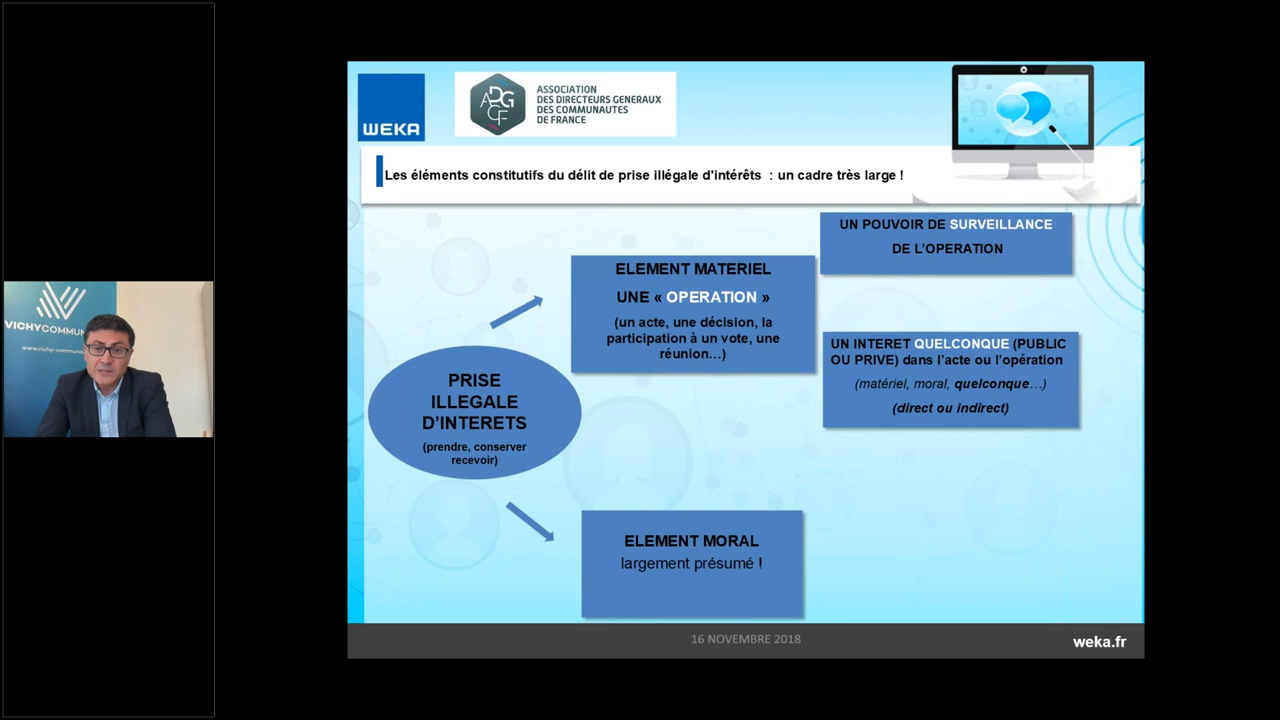 WEKA
ADGCF
ASSOCIATION
DES DIRECTEURS GENERAUX
DES COMMUNAUTES
DE FRANCE
Les éléments constitutifs du délit de prise illégale d'intérêts : un cadre très large !
UN POUVOIR DE SURVEILLANCE
DE L'OPERATION
ELEMENT MATERIEL
UNE « OPERATION »
(un acte, une décision, la
participation à un vote, une
réunion…)
UN INTERET QUELCONQUE (PUBLIC
OU PRIVE) dans l'acte ou l'opération
(matériel, moral, quelconque…)
(direct ou indirect)
PRISE
ILLEGALE
D'INTERETS
(prendre, conserver
recevoir)
ELEMENT MORAL
largement présumé !
16 NOVEMBRE 2018
weka.fr
VICHYCOMMUN
www.vichy-commun